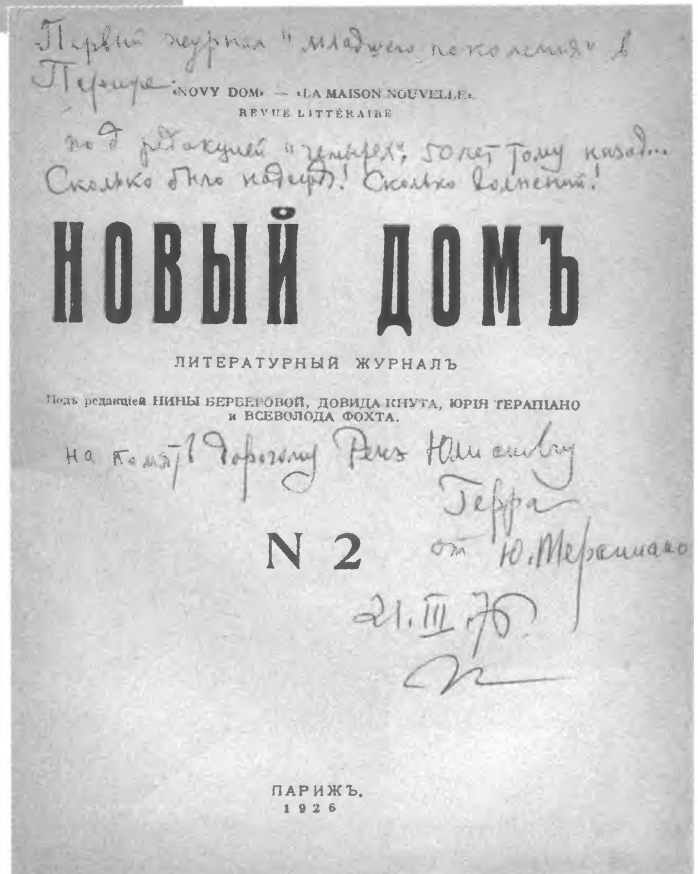 Первый журнал "младшего поколения" в
Париже:
«NOVY DOM» — «LA MAISON NOUVELLE»
REVUE LITTÉRAIRE
под редакцией "четырех", 50 лет тому назад...
Сколько было надежд! Сколько волнений!
НОВЫЙ ДОМЪ
ЛИТЕРАТУРНЫЙ ЖУРНАЛЪ
Подъ редакціей НИНЫ БЕРБЕРОВОЙ, ДОВИДА КНУТА, ЮРІЯ ТЕРАПІАНО
и ВСЕВОЛОДА ФОХТА.
на память дорогому Ренэ Юлиановичу
Герра
N 2
от Ю. Терапиано
21.III.76
ПАРИЖЪ.
1926